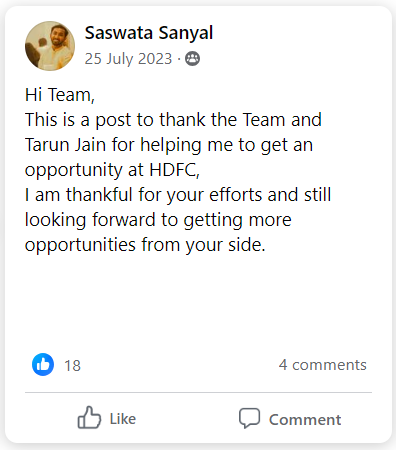 Saswata Sanyal
25 July 2023 ·
Hi Team,
This is a post to thank the Team and
Tarun Jain for helping me to get an
opportunity at HDFC,
I am thankful for your efforts and still
looking forward to getting more
opportunities from your side.
18
4 comments
Like
Comment